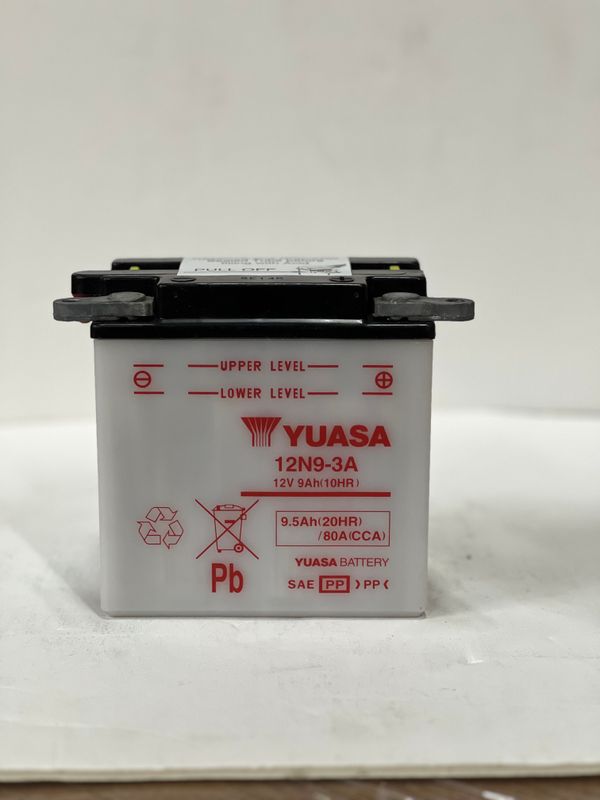 PULL OFF
UPPER LEVEL
LOWER LEVEL
YUASA
12N9-3A
12V 9Ah(10HR)
9.5Ah(20HR)
/80A(CCA)
YUASA BATTERY
Pb
SAE PP >PP<